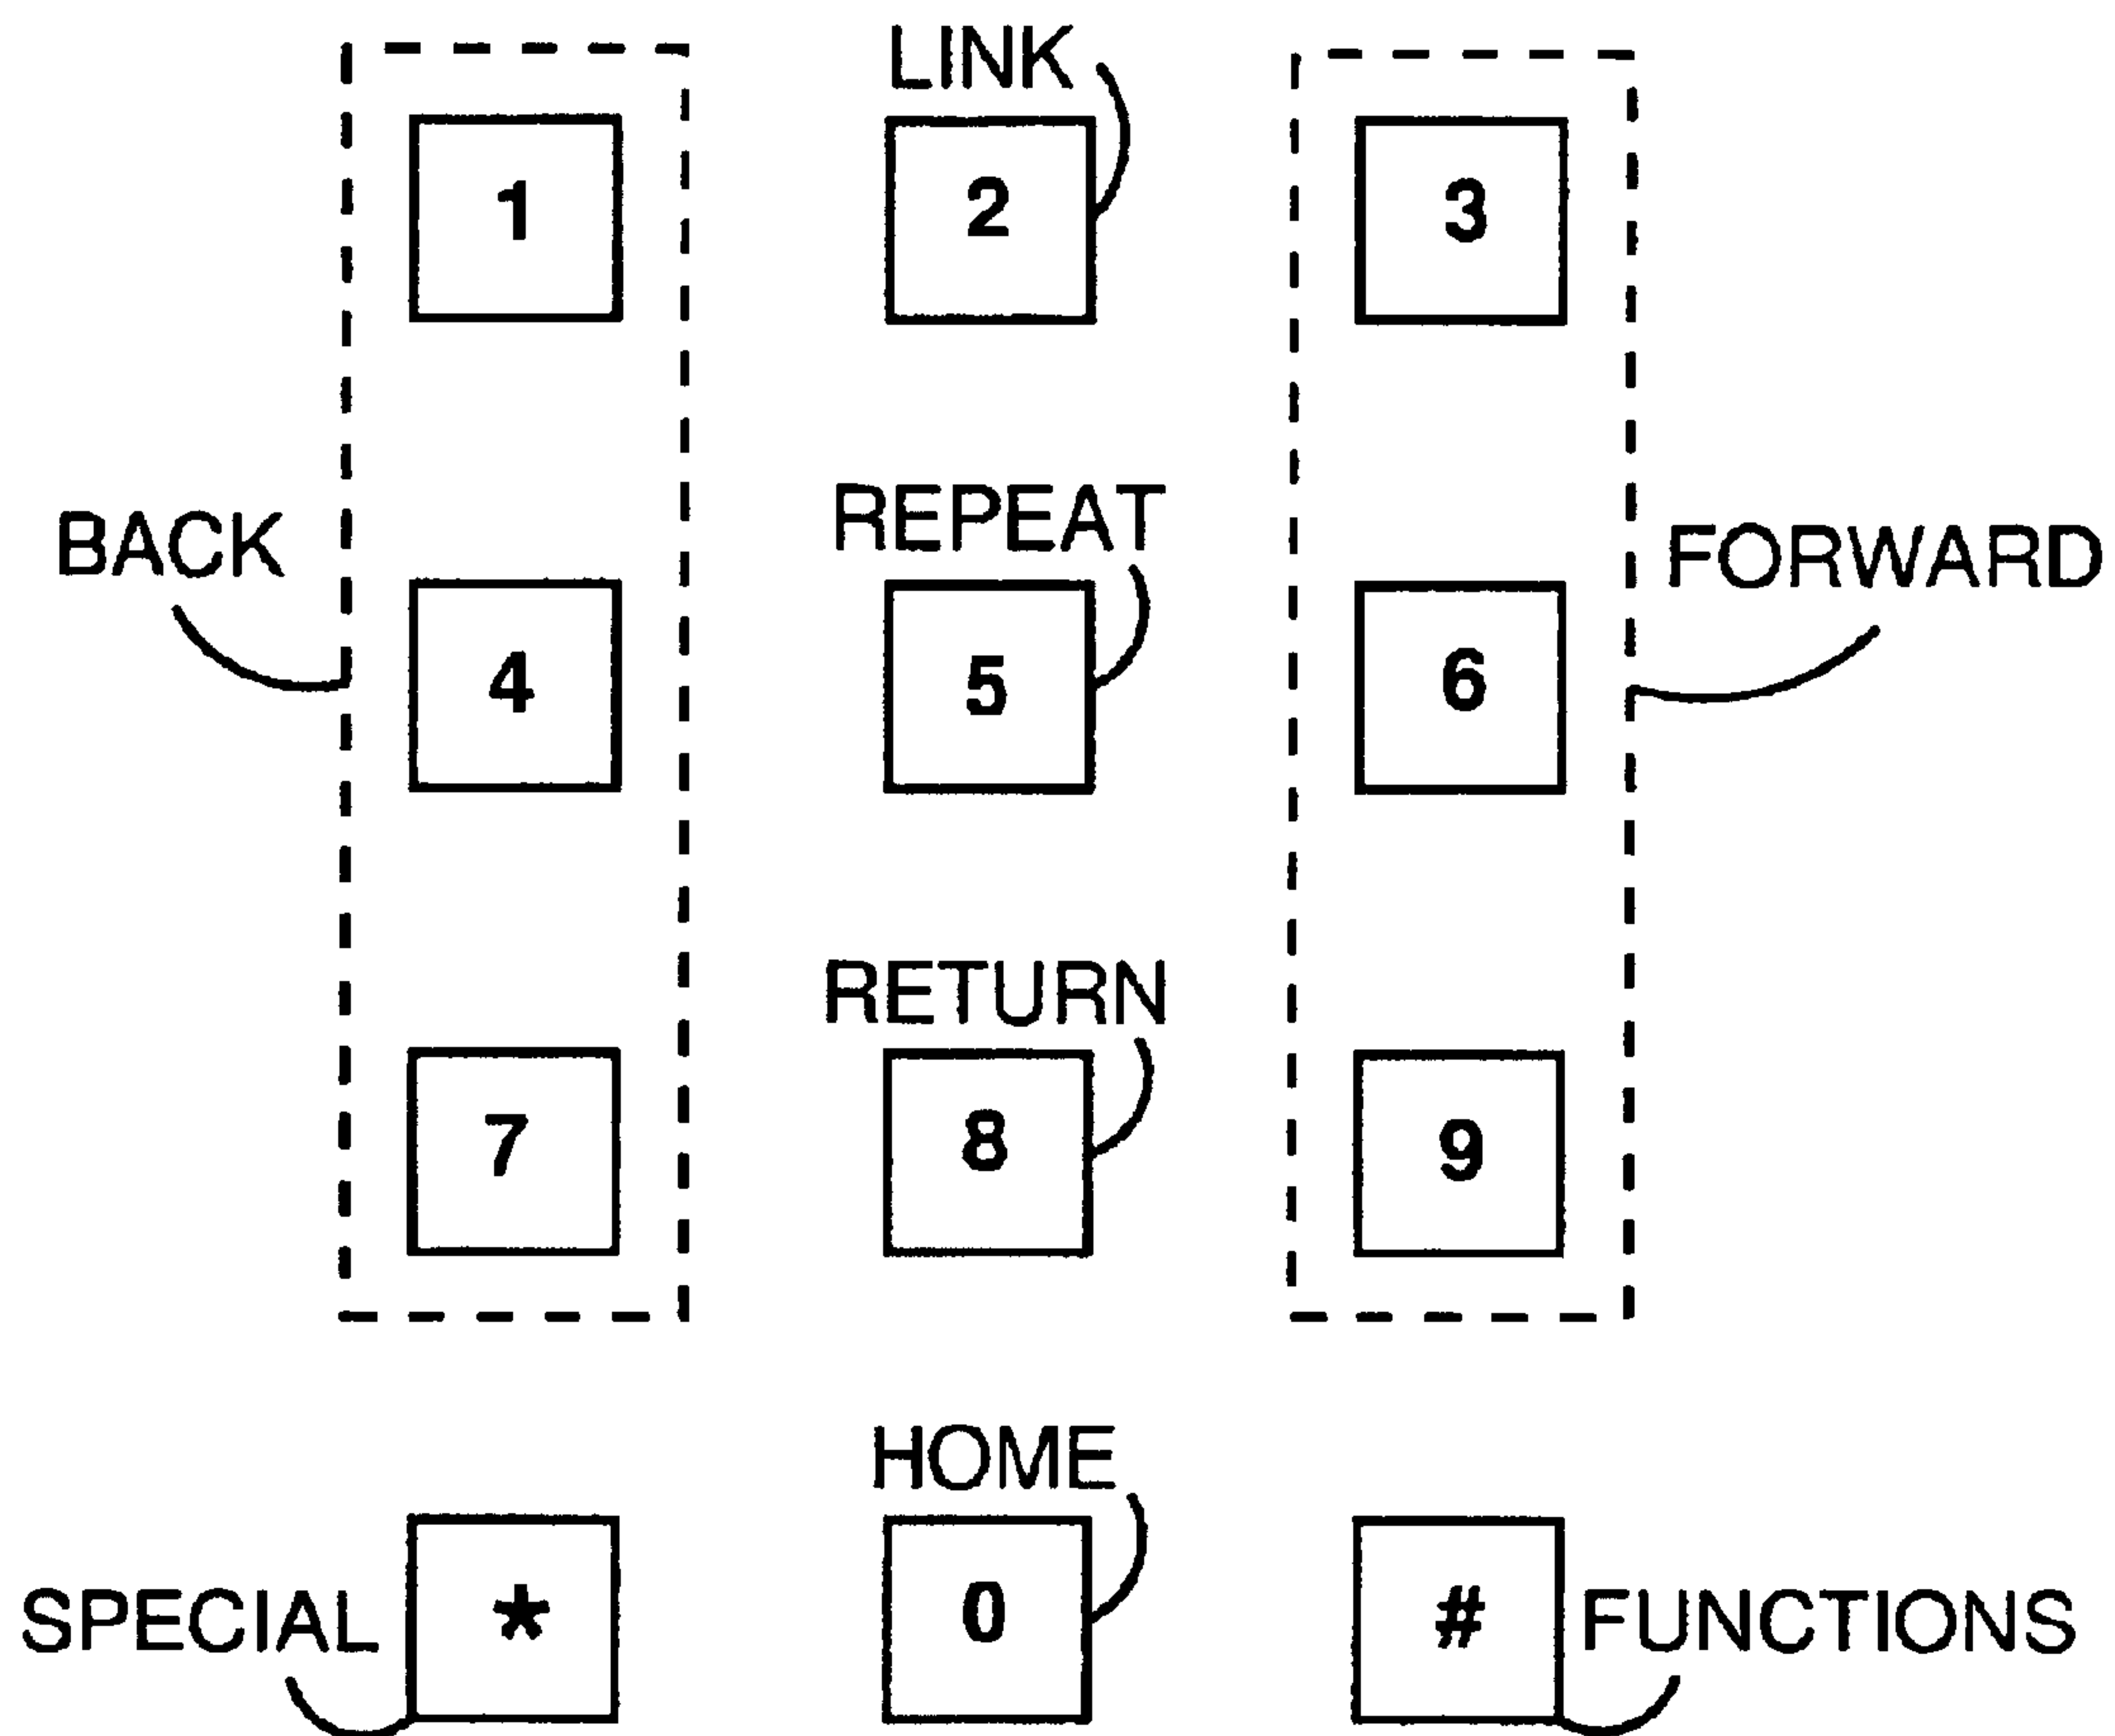 LINK
1 2 3
REPEAT
BACK FORWARD
4 5 6
RETURN
7 8 9
HOME
SPECIAL * 0 # FUNCTIONS